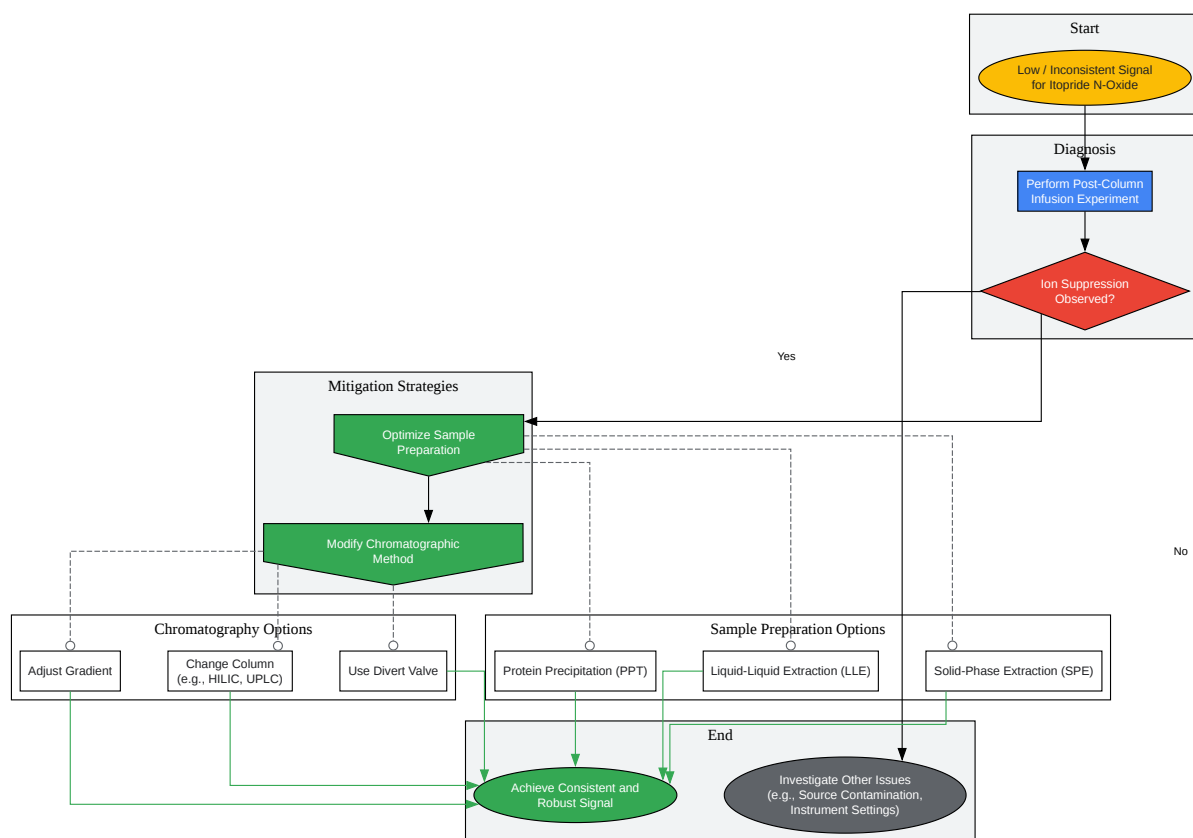 Start
Low / Inconsistent Signal
for Itopride N-Oxide
Diagnosis
Perform Post-Column
Infusion Experiment
Ion Suppression
Observed?
Yes
Mitigation Strategies
Optimize Sample
Preparation
Modify Chromatographic
Method
No
Chromatography Options
Adjust Gradient
Change Column
(e.g., HILIC, UPLC)
Use Divert Valve
Sample Preparation Options
Protein Precipitation (PPT)
Liquid-Liquid Extraction (LLE)
Solid-Phase Extraction (SPE)
End
Achieve Consistent and
Robust Signal
Investigate Other Issues
(e.g., Source Contamination,
Instrument Settings)